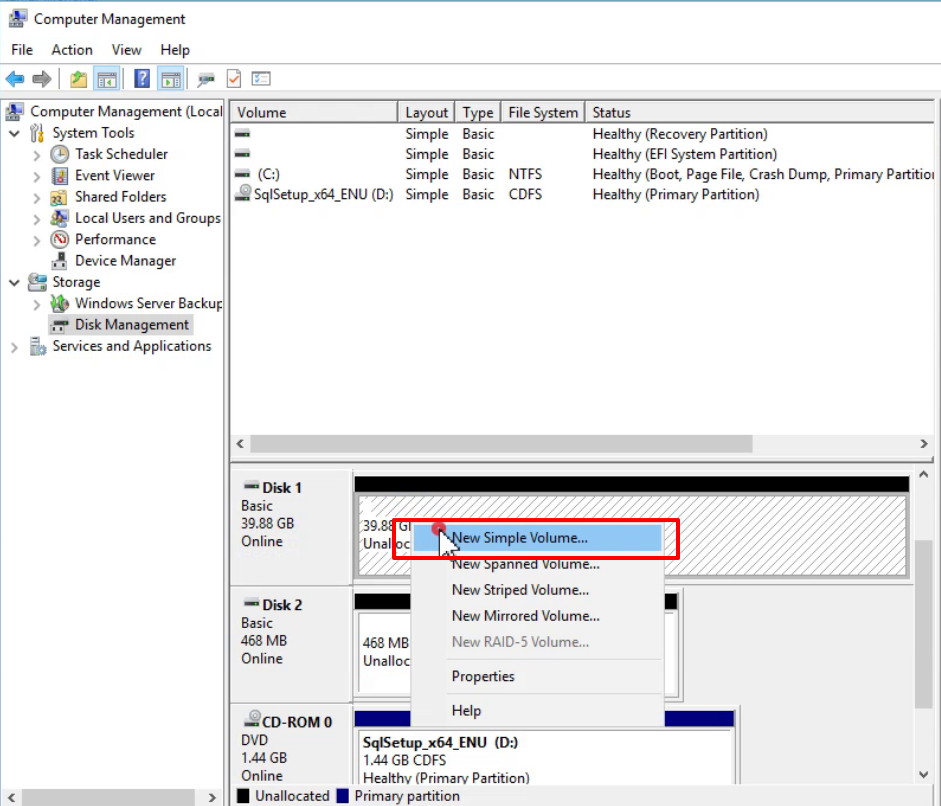 Computer Management
File Action View Help
Computer Management (Local
System Tools
Task Scheduler
Event Viewer
Shared Folders
Local Users and Groups
Performance
Device Manager
Storage
Windows Server Backup
Disk Management
Services and Applications
Volume Layout Type File System Status
Simple Basic Healthy (Recovery Partition)
Simple Basic Healthy (EFI System Partition)
(C:) Simple Basic NTFS Healthy (Boot, Page File, Crash Dump, Primary Partition
SqlSetup_x64_ENU (D:) Simple Basic CDFS Healthy (Primary Partition)
Disk 1
Basic
39.88 GB
Online
39.88 G
Unalloc
New Simple Volume...
New Spanned Volume...
New Striped Volume...
New Mirrored Volume...
New RAID-5 Volume...
Properties
Help
Disk 2
Basic
468 MB
Online
468 MB
Unalloc
CD-ROM 0
DVD
1.44 GB
Online
SqlSetup_x64_ENU (D:)
1.44 GB CDFS
Healthy (Primary Partition)
Unallocated Primary partition